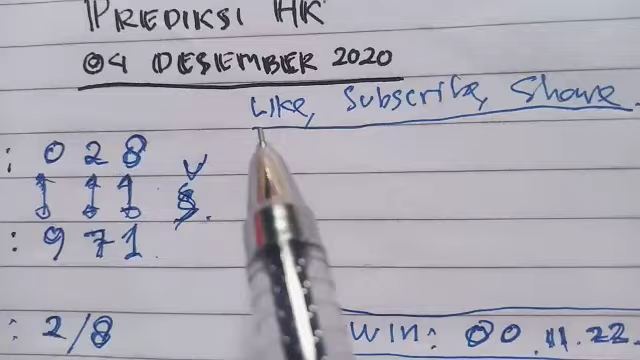 PREDIKSI HK
04 DESEMBER 2020
Like, Subscribe, Share.
: 0 2 8
: 9 7 1.
: 2/8
WIN: 00.11.22.